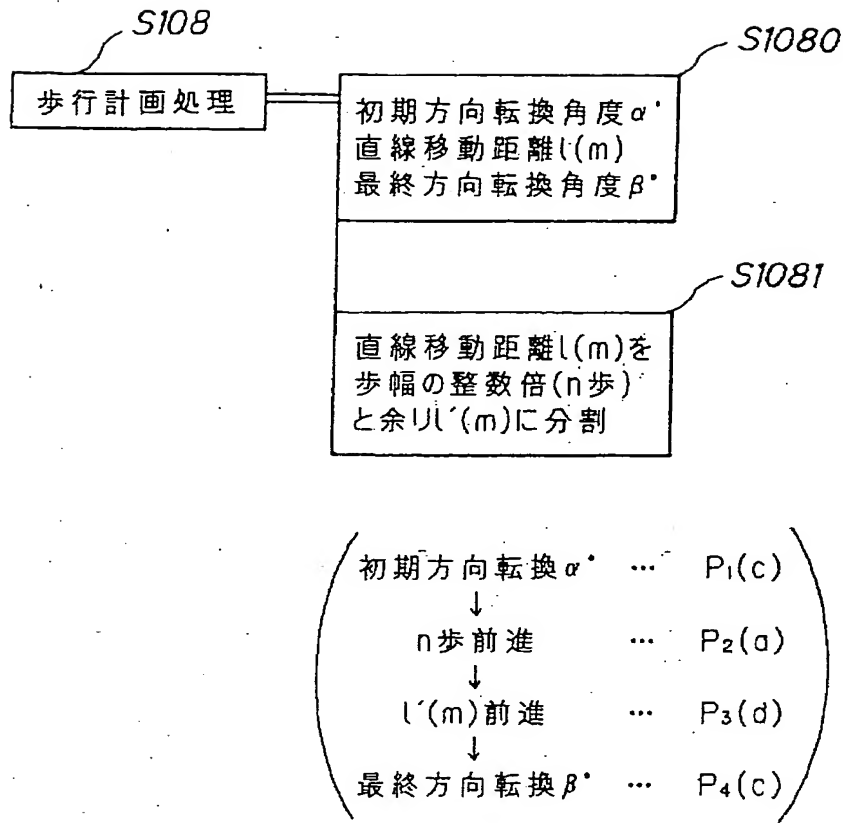 S108
歩行計画処理
S1080
初期方向転換角度α°
直線移動距離l(m)
最終方向転換角度β°
S1081
直線移動距離l(m)を
歩幅の整数倍(n歩)
と余りl'(m)に分割
初期方向転換α° … P₁(c)
↓
n歩前進 … P₂(a)
↓
l'(m)前進 … P₃(d)
↓
最終方向転換β° … P₄(c)